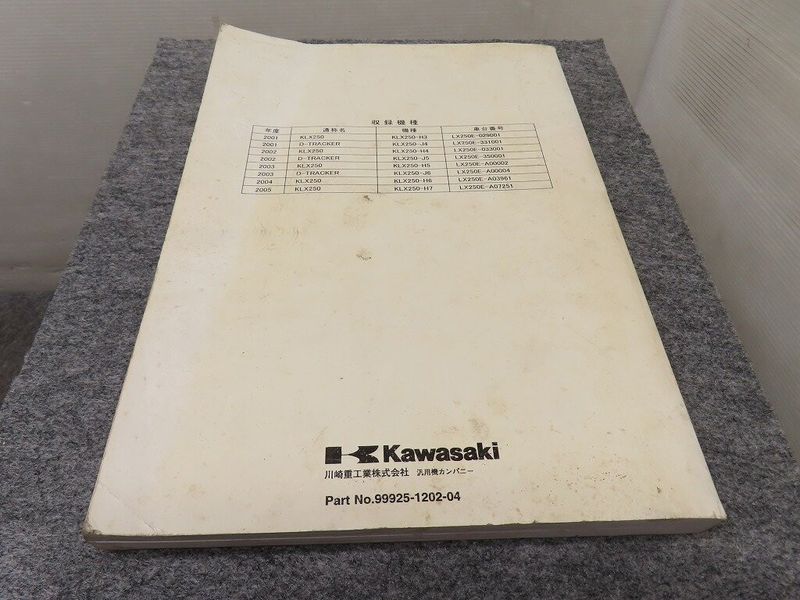 収録機種
年度 通称名 機種 車台番号
2001 KLX250 KLX250-H3 LX250E-029001
2001 D-TRACKER KLX250-J4 LX250E-331001
2002 KLX250 KLX250-H4 LX250E-033001
2002 D-TRACKER KLX250-J5 LX250E-350001
2003 KLX250 KLX250-H5 LX250E-A00002
2003 D-TRACKER KLX250-J6 LX250E-A00004
2004 KLX250 KLX250-H6 LX250E-A03961
2005 KLX250 KLX250-H7 LX250E-A07251
Kawasaki
川崎重工業株式会社 汎用機カンパニー
Part No.99925-1202-04